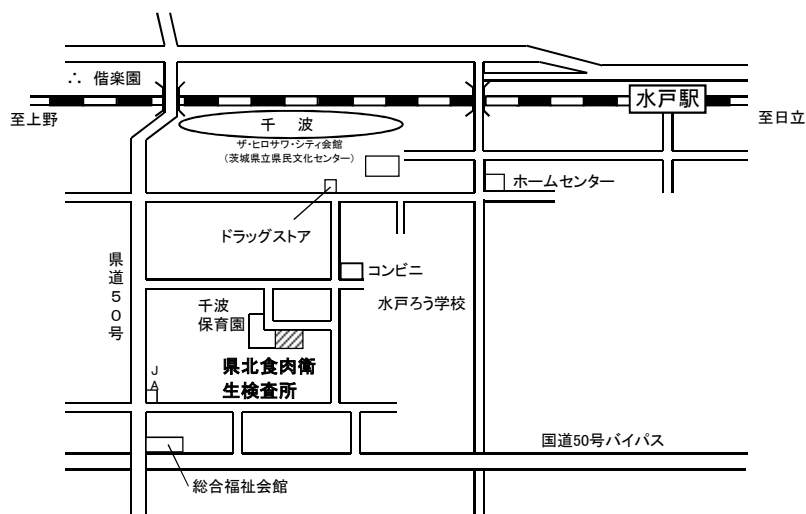 ∴ 偕楽園
水戸駅
至上野
至日立
千 波
ザ・ヒロサワ・シティ会館
(茨城県立県民文化センター)
ホームセンター
ドラッグストア
県道50号
コンビニ
千波
保育園
水戸ろう学校
県北食肉衛
生検査所
JA
国道50号バイパス
総合福祉会館